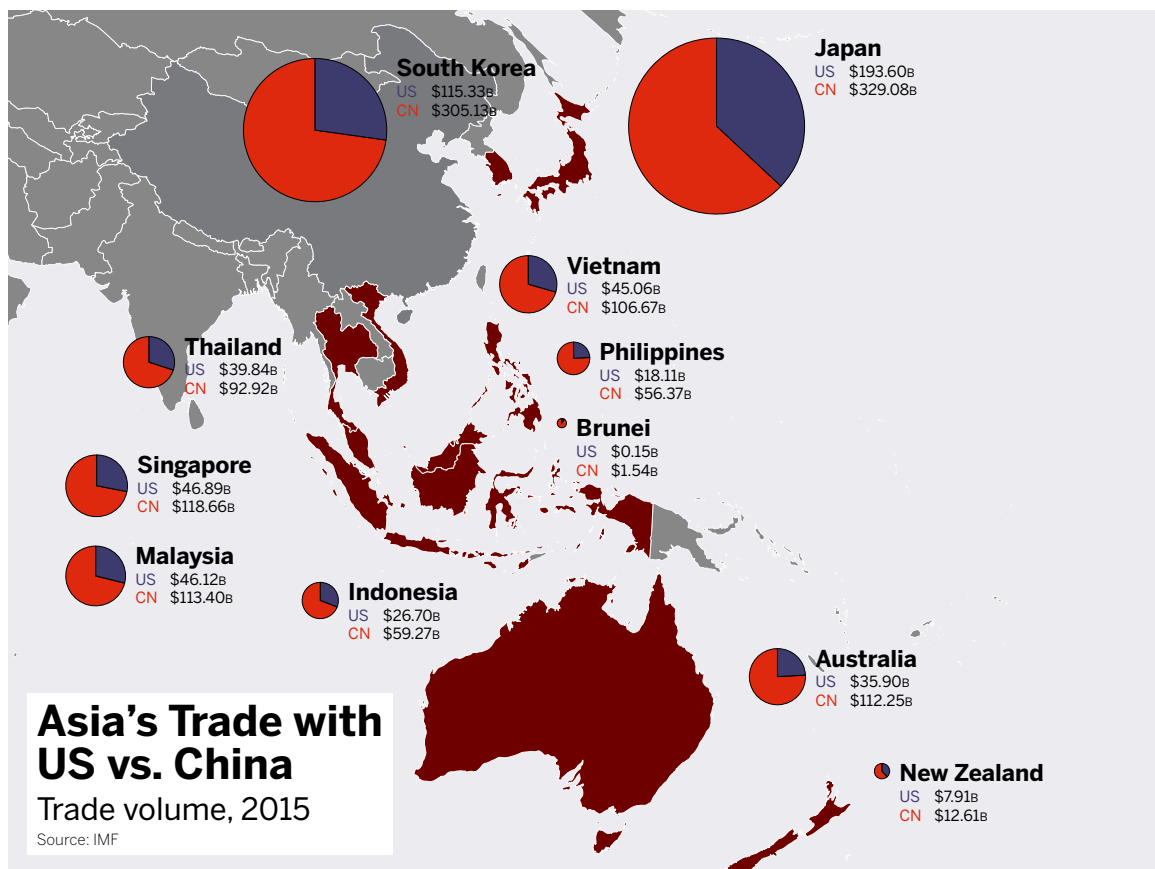 South Korea
US $115.33B
CN $305.13B
Japan
US $193.60B
CN $329.08B
Vietnam
US $45.06B
CN $106.67B
Thailand
US $39.84B
CN $92.92B
Philippines
US $18.11B
CN $56.37B
Brunei
US $0.15B
CN $1.54B
Singapore
US $46.89B
CN $118.66B
Malaysia
US $46.12B
CN $113.40B
Indonesia
US $26.70B
CN $59.27B
Australia
US $35.90B
CN $112.25B
New Zealand
US $7.91B
CN $12.61B
Asia’s Trade with
US vs. China
Trade volume, 2015
Source: IMF